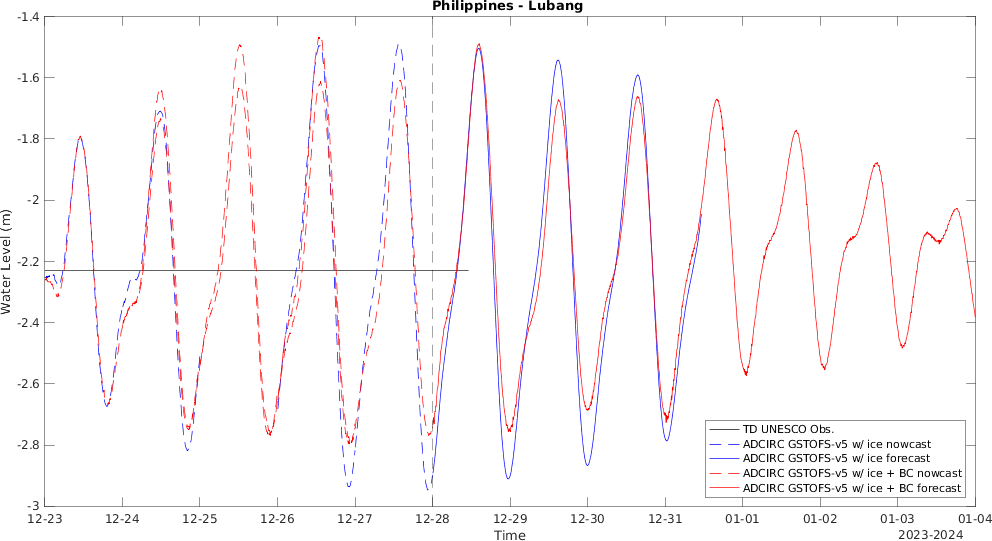 Philippines - Lubang
-1.4
-1.6
-1.8
-2
-2.2
-2.4
-2.6
-2.8
-3
Water Level (m)
TD UNESCO Obs.
ADCIRC GSTOFS-v5 w/ ice nowcast
ADCIRC GSTOFS-v5 w/ ice forecast
ADCIRC GSTOFS-v5 w/ ice + BC nowcast
ADCIRC GSTOFS-v5 w/ ice + BC forecast
12-23 12-24 12-25 12-26 12-27 12-28 12-29 12-30 12-31 01-01 01-02 01-03 01-04
Time
2023-2024